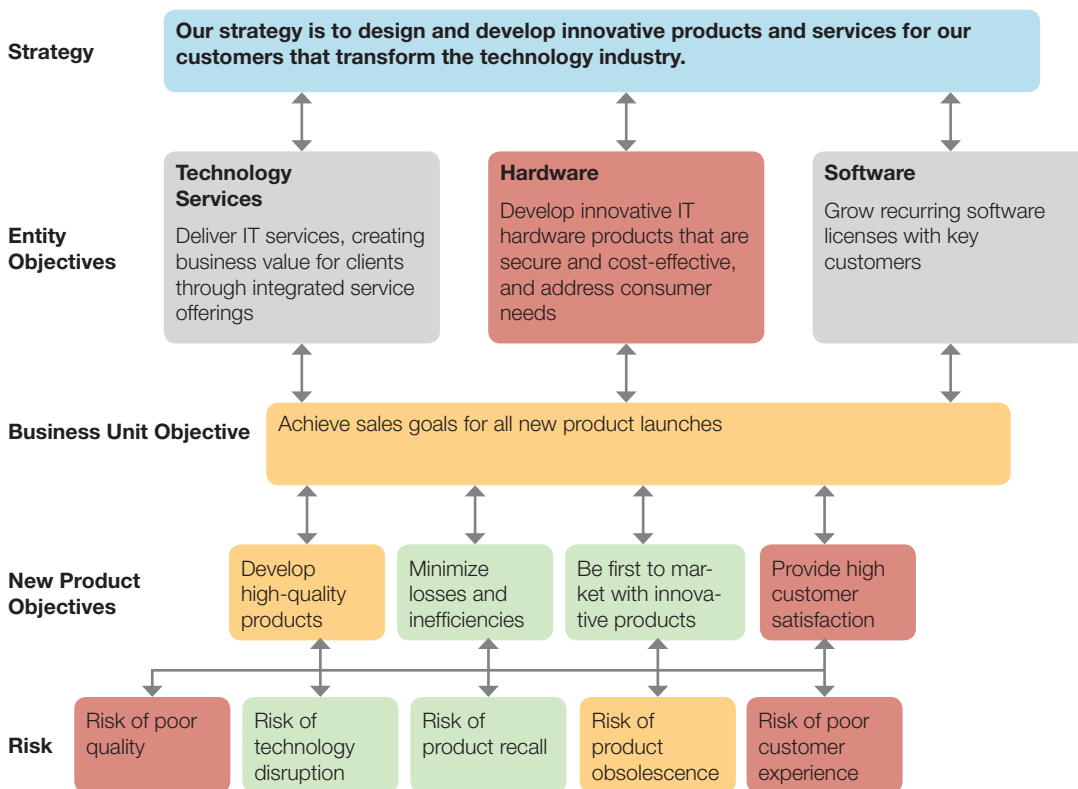 Strategy
Our strategy is to design and develop innovative products and services for our
customers that transform the technology industry.
Entity
Objectives
Technology
Services
Deliver IT services, creating
business value for clients
through integrated service
offerings
Hardware
Develop innovative IT
hardware products that are
secure and cost-effective,
and address consumer
needs
Software
Grow recurring software
licenses with key
customers
Business Unit Objective
Achieve sales goals for all new product launches
New Product
Objectives
Develop
high-quality
products
Minimize
losses and
inefficiencies
Be first to mar-
ket with innova-
tive products
Provide high
customer
satisfaction
Risk
Risk of poor
quality
Risk of
technology
disruption
Risk of
product recall
Risk of
product
obsolescence
Risk of poor
customer
experience